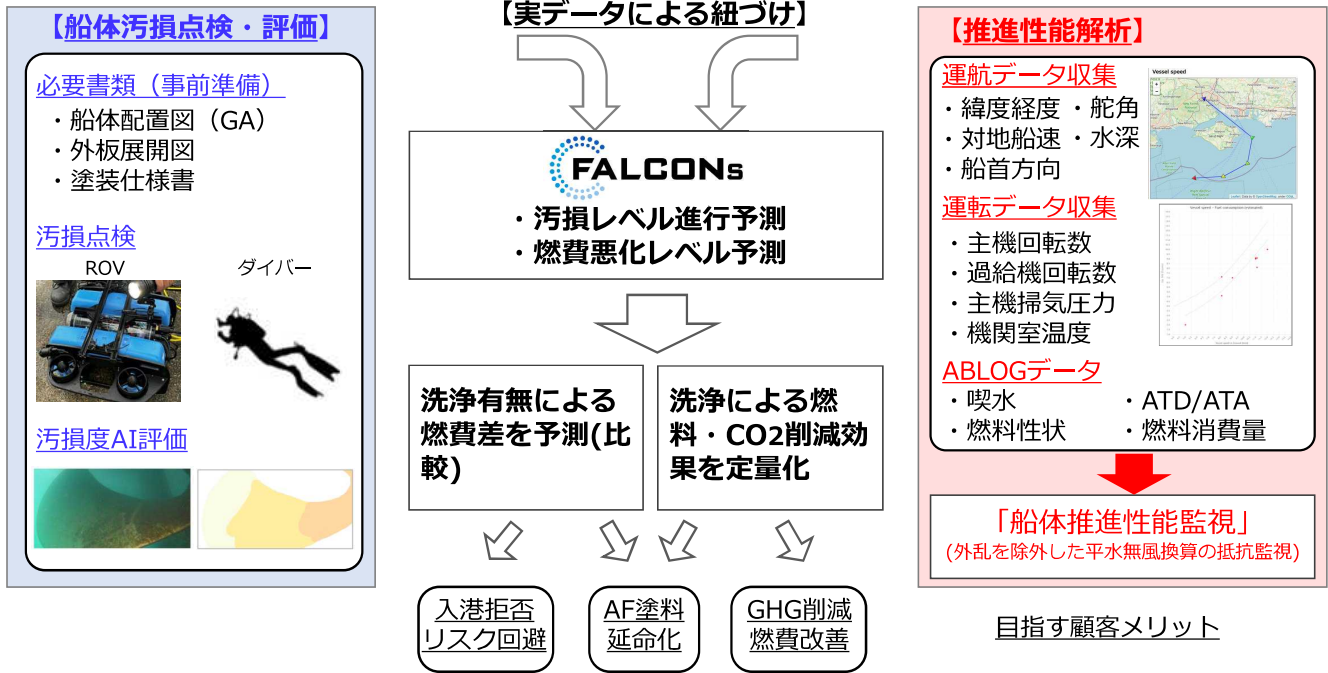 【船体汚損点検・評価】
必要書類（事前準備）
・船体配置図（GA）
・外板展開図
・塗装仕様書
汚損点検
ROV
ダイバー
汚損度AI評価
【実データによる紐づけ】
FALCONs
・汚損レベル進行予測
・燃費悪化レベル予測
洗浄有無による
燃費差を予測(比
較)
洗浄による燃
料・CO2削減効
果を定量化
入港拒否
リスク回避
AF塗料
延命化
GHG削減
燃費改善
【推進性能解析】
運航データ収集
・緯度経度 ・舵角
・対地船速 ・水深
・船首方向
Vessel speed
運転データ収集
・主機回転数
・過給機回転数
・主機掃気圧力
・機関室温度
ABLOGデータ
・喫水 ・ATD/ATA
・燃料性状 ・燃料消費量
「船体推進性能監視」
(外乱を除外した平水無風換算の抵抗監視)
目指す顧客メリット